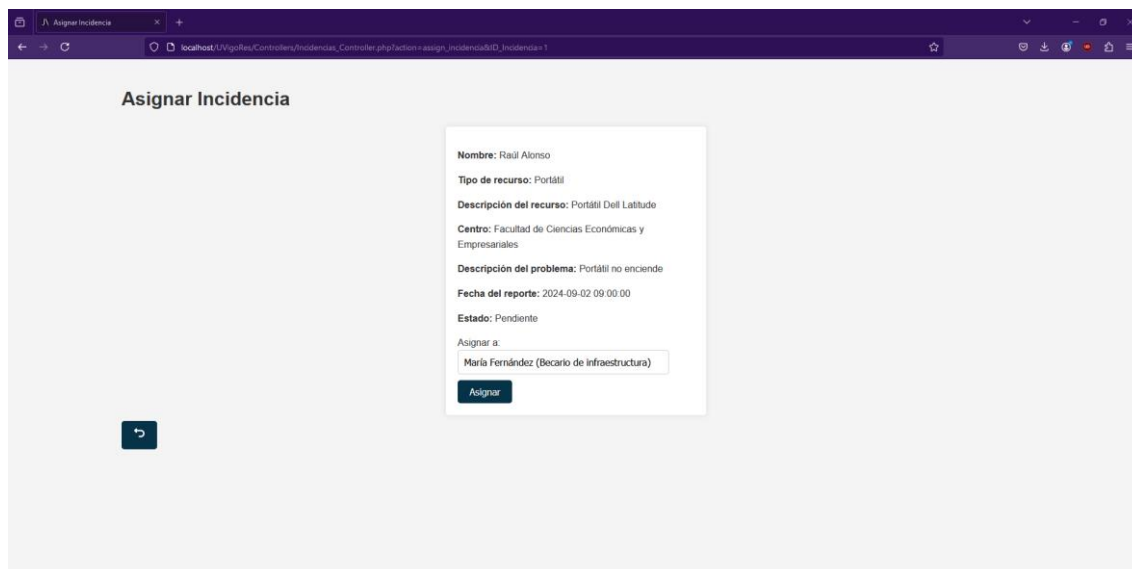 Asignar Incidencia
localhost/UVigoRes/Controllers/Incidencias_Controller.php?action=assign_incidencia&ID_Incidencia=1
Asignar Incidencia
Nombre: Raúl Alonso
Tipo de recurso: Portátil
Descripción del recurso: Portátil Dell Latitude
Centro: Facultad de Ciencias Económicas y
Empresariales
Descripción del problema: Portátil no enciende
Fecha del reporte: 2024-09-02 09:00:00
Estado: Pendiente
Asignar a:
María Fernández (Becario de infraestructura)
Asignar